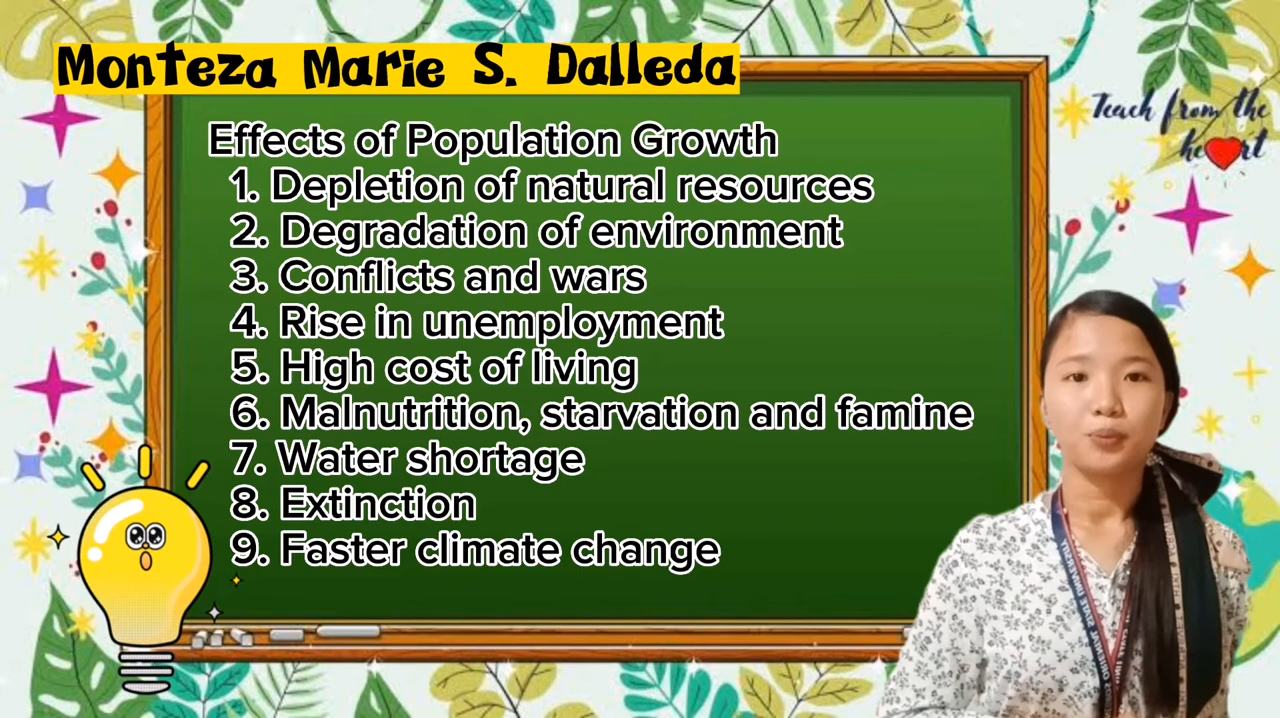 Monteza Marie S. Dalleda
Teach from the
heart
Effects of Population Growth
1. Depletion of natural resources
2. Degradation of environment
3. Conflicts and wars
4. Rise in unemployment
5. High cost of living
6. Malnutrition, starvation and famine
7. Water shortage
8. Extinction
9. Faster climate change